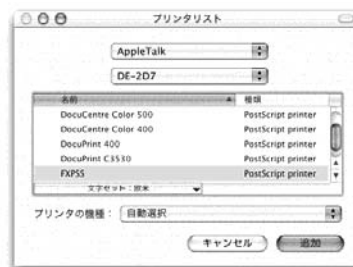 プリンタリスト
AppleTalk
DE-2D7
名前 種類
DocuCentre Color 500 PostScript printer
DocuCentre Color 400 PostScript printer
DocuPrint 400 PostScript printer
DocuPrint C3530 PostScript printer
FXPSS PostScript printer
文字セット：欧米
プリンタの機種： 自動選択
キャンセル 追加